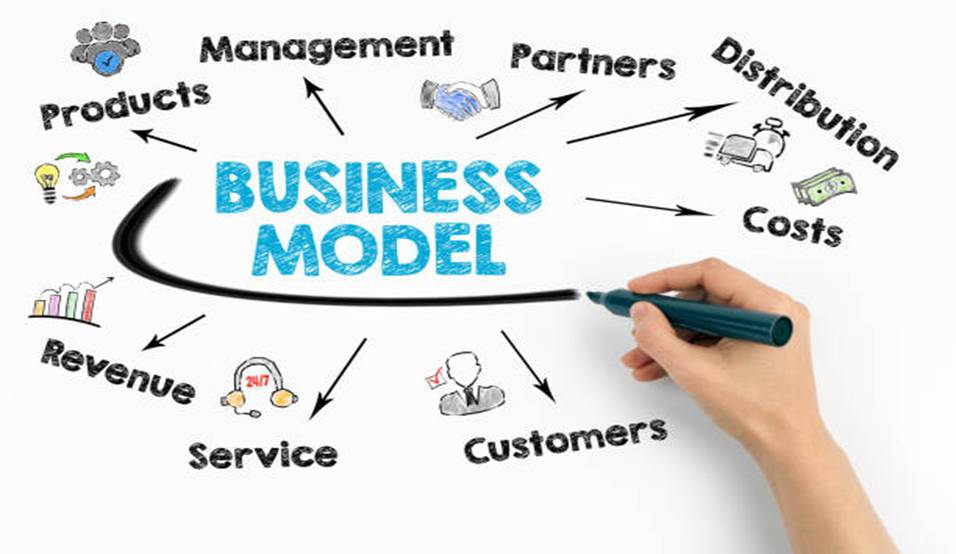 Management
Partners
Distribution
Products
BUSINESS
MODEL
Costs
Revenue
24/7
Service
Customers